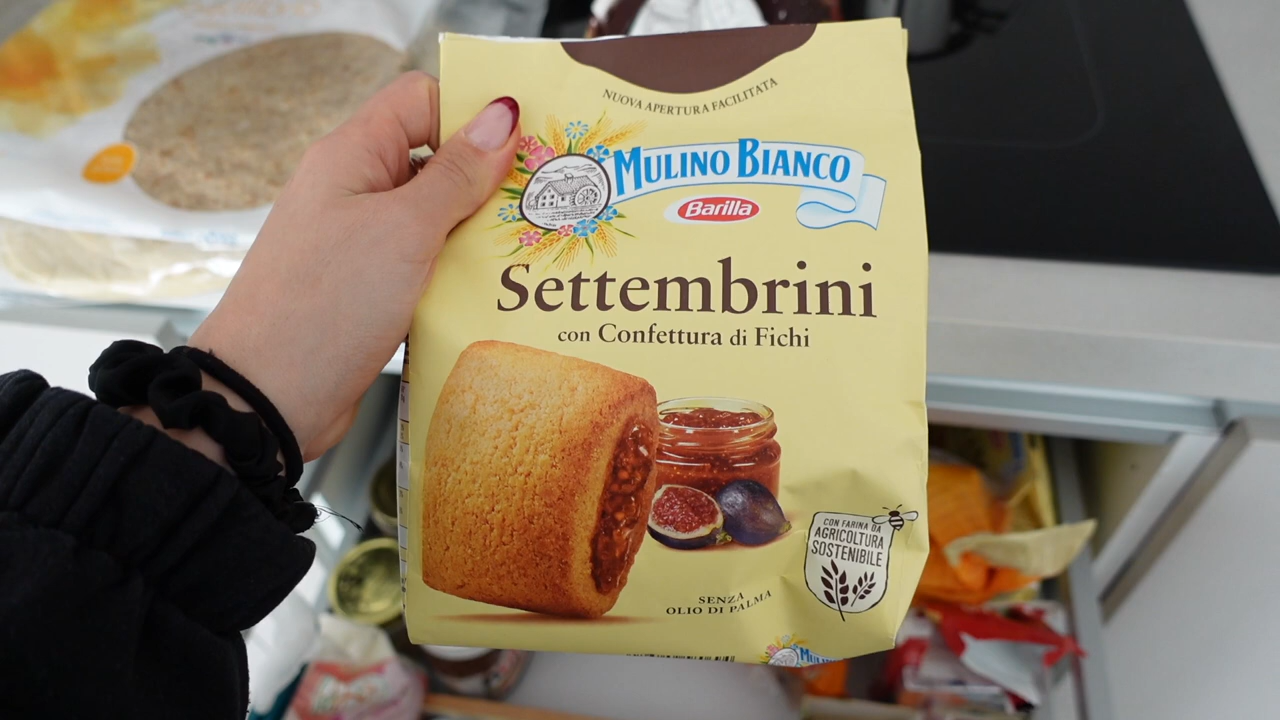 NUOVA APERTURA FACILITATA
MULINO BIANCO
Barilla
Settembrini
con Confettura di Fichi
CON FARINA DA
AGRICOLTURA
SOSTENIBILE
SENZA
OLIO DI PALMA